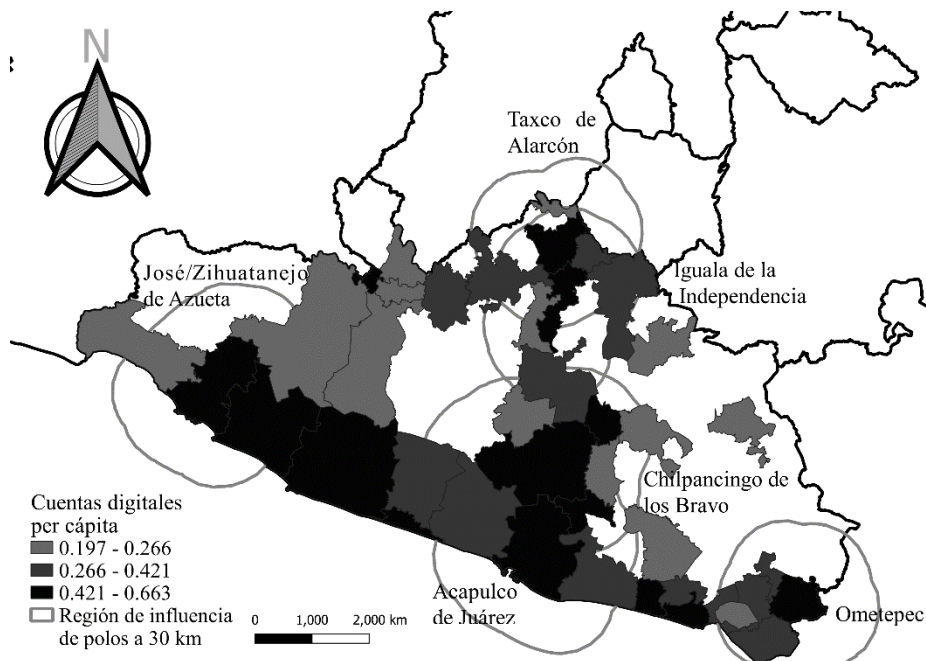 N
Taxco de
Alarcón
José/Zihuatanejo
de Azueta
Iguala de la
Independencia
Chilpancingo de
los Bravo
Acapulco
de Juárez
Ometepec
Cuentas digitales
per cápita
0.197 - 0.266
0.266 - 0.421
0.421 - 0.663
Región de influencia
de polos a 30 km
0 1,000 2,000 km